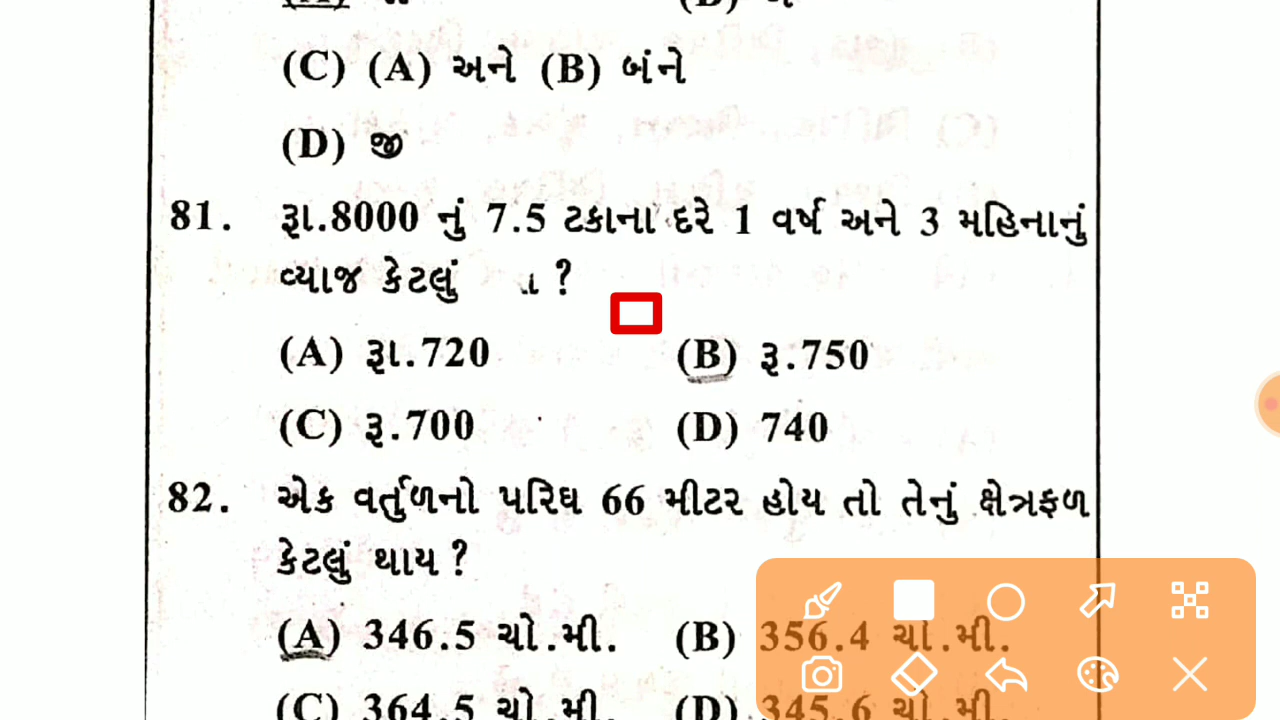 (C) (A) અને (B) બંને
(D) જી
81. રૂા.8000 નું 7.5 ટકાના દરે 1 વર્ષ અને 3 મહિનાનું
વ્યાજ કેટલું ?
(A) રૂા.720 (B) રૂ.750
(C) રૂ.700 (D) 740
82. એક વર્તુળનો પરિઘ 66 મીટર હોય તો તેનું ક્ષેત્રફળ
કેટલું થાય ?
(A) 346.5 ચો.મી. (B) 356.4 ચો.મી.
(C) 364.5 ચો.મી. (D) 345.6 ચો.મી.